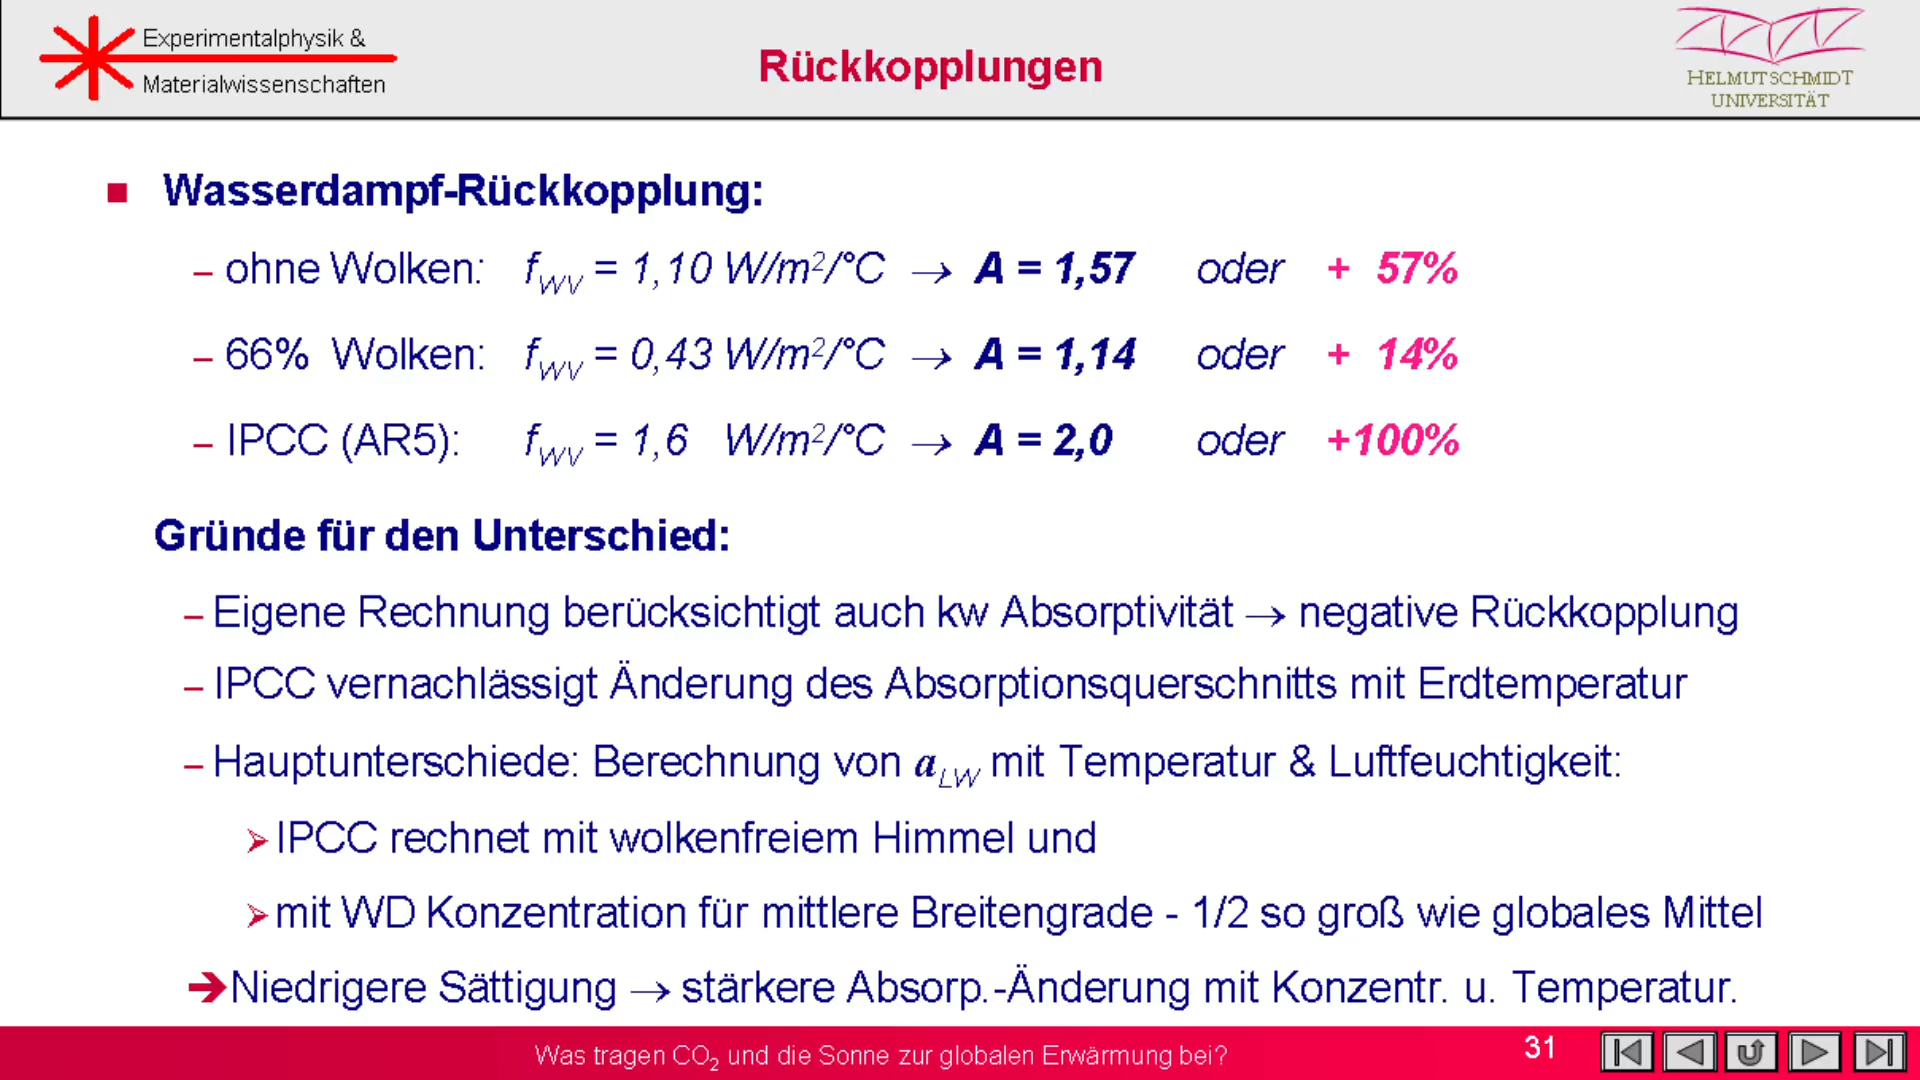 Experimentalphysik &
Materialwissenschaften
Rückkopplungen
HELMUT SCHMIDT
UNIVERSITÄT
Wasserdampf-Rückkopplung:
– ohne Wolken: f_WV = 1,10 W/m²/°C → A = 1,57 oder + 57%
– 66% Wolken: f_WV = 0,43 W/m²/°C → A = 1,14 oder + 14%
– IPCC (AR5): f_WV = 1,6 W/m²/°C → A = 2,0 oder +100%
Gründe für den Unterschied:
– Eigene Rechnung berücksichtigt auch kw Absorptivität → negative Rückkopplung
– IPCC vernachlässigt Änderung des Absorptionsquerschnitts mit Erdtemperatur
– Hauptunterschiede: Berechnung von a_LW mit Temperatur & Luftfeuchtigkeit:
➢ IPCC rechnet mit wolkenfreiem Himmel und
➢ mit WD Konzentration für mittlere Breitengrade - 1/2 so groß wie globales Mittel
➔ Niedrigere Sättigung → stärkere Absorp.-Änderung mit Konzentr. u. Temperatur.
Was tragen CO₂ und die Sonne zur globalen Erwärmung bei?
31